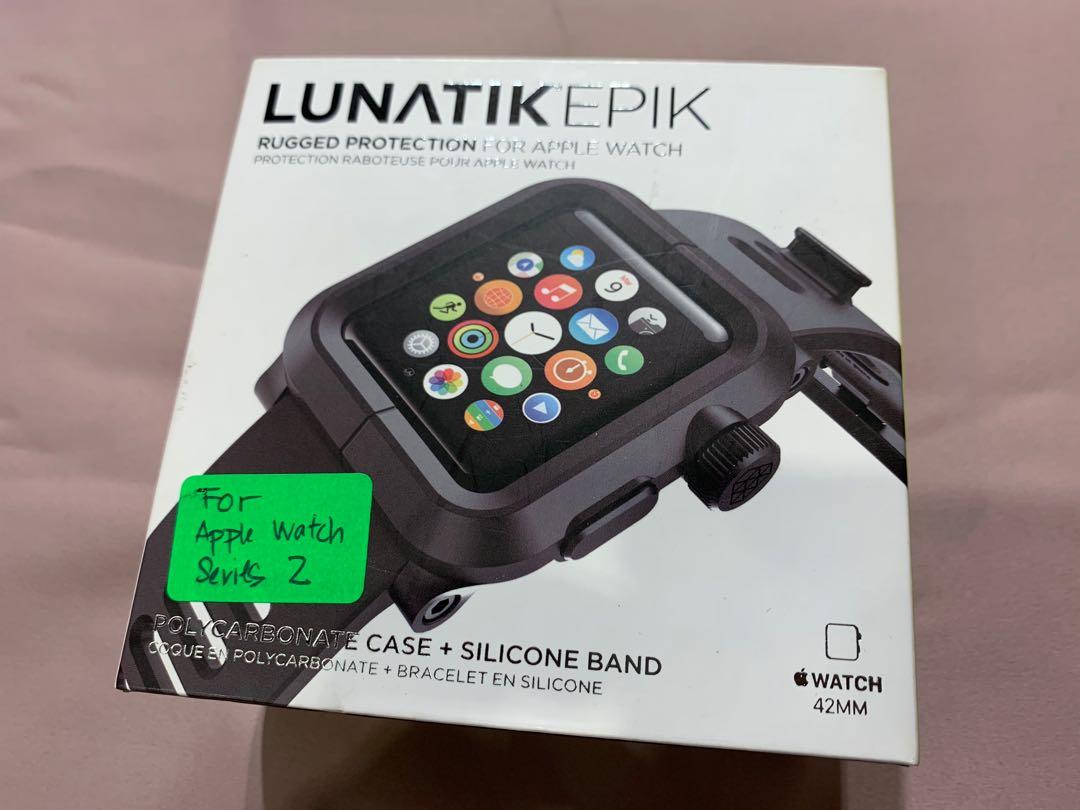 LUNATIK EPIK
RUGGED PROTECTION FOR APPLE WATCH
PROTECTION RABOTEUSE POUR APPLE WATCH
9
For
Apple Watch
Series 2
POLYCARBONATE CASE + SILICONE BAND
COQUE EN POLYCARBONATE + BRACELET EN SILICONE
WATCH
42MM